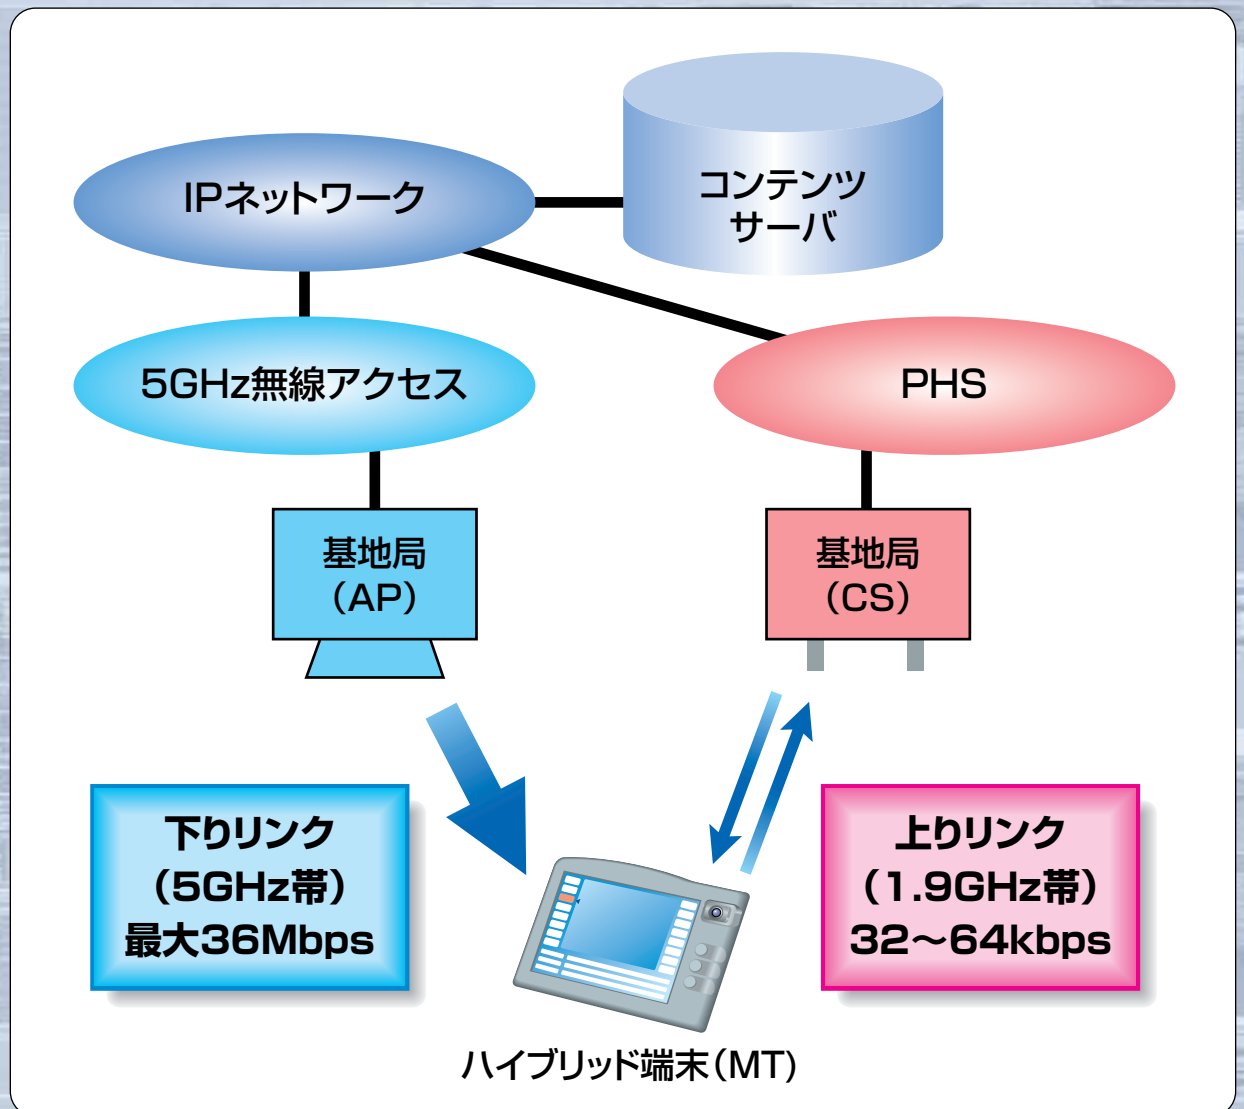 IPネットワーク
コンテンツ
サーバ
5GHz無線アクセス
PHS
基地局
（AP）
基地局
（CS）
下りリンク
（5GHz帯）
最大36Mbps
上りリンク
（1.9GHz帯）
32～64kbps
ハイブリッド端末（MT）